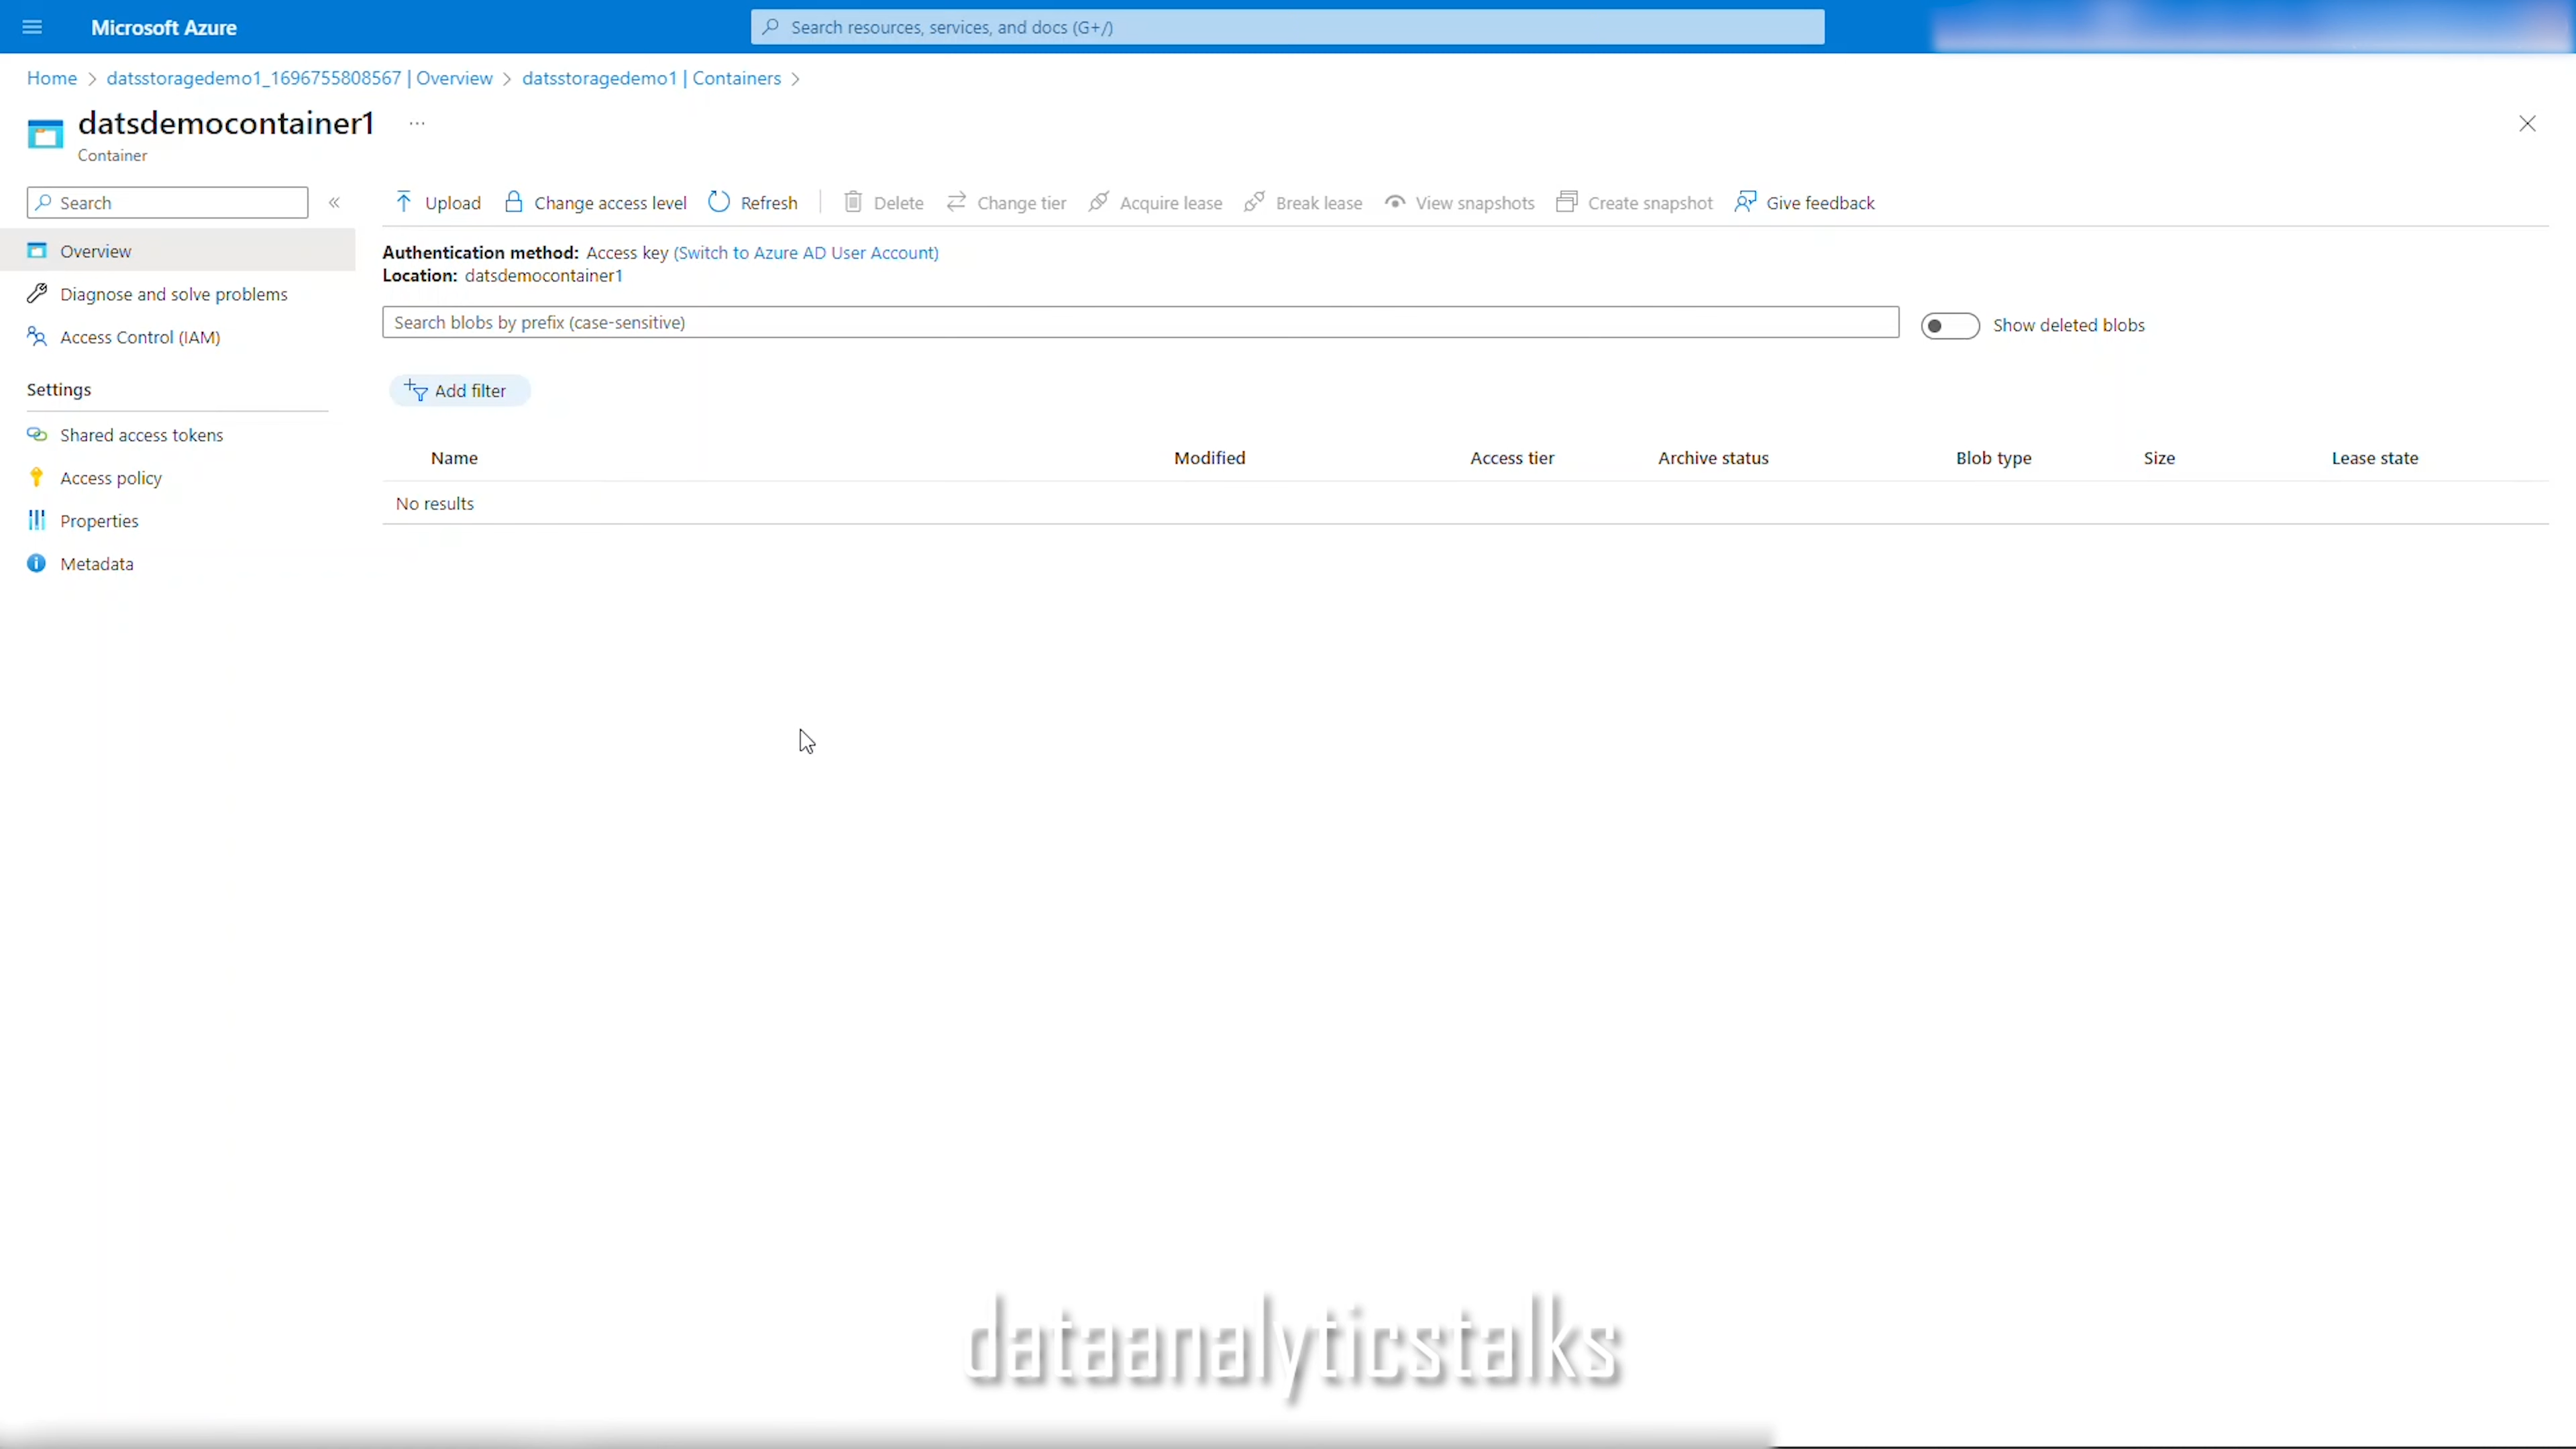 Microsoft Azure
Search resources, services, and docs (G+/)
Home > datsstoragedemo1_1696755808567 | Overview > datsstoragedemo1 | Containers >
datsdemocontainer1 ...
Container
Search «
Upload Change access level Refresh Delete Change tier Acquire lease Break lease View snapshots Create snapshot Give feedback
Overview
Diagnose and solve problems
Access Control (IAM)
Settings
Shared access tokens
Access policy
Properties
Metadata
Authentication method: Access key (Switch to Azure AD User Account)
Location: datsdemocontainer1
Search blobs by prefix (case-sensitive)
Show deleted blobs
Add filter
Name Modified Access tier Archive status Blob type Size Lease state
No results
dataanalyticstalks